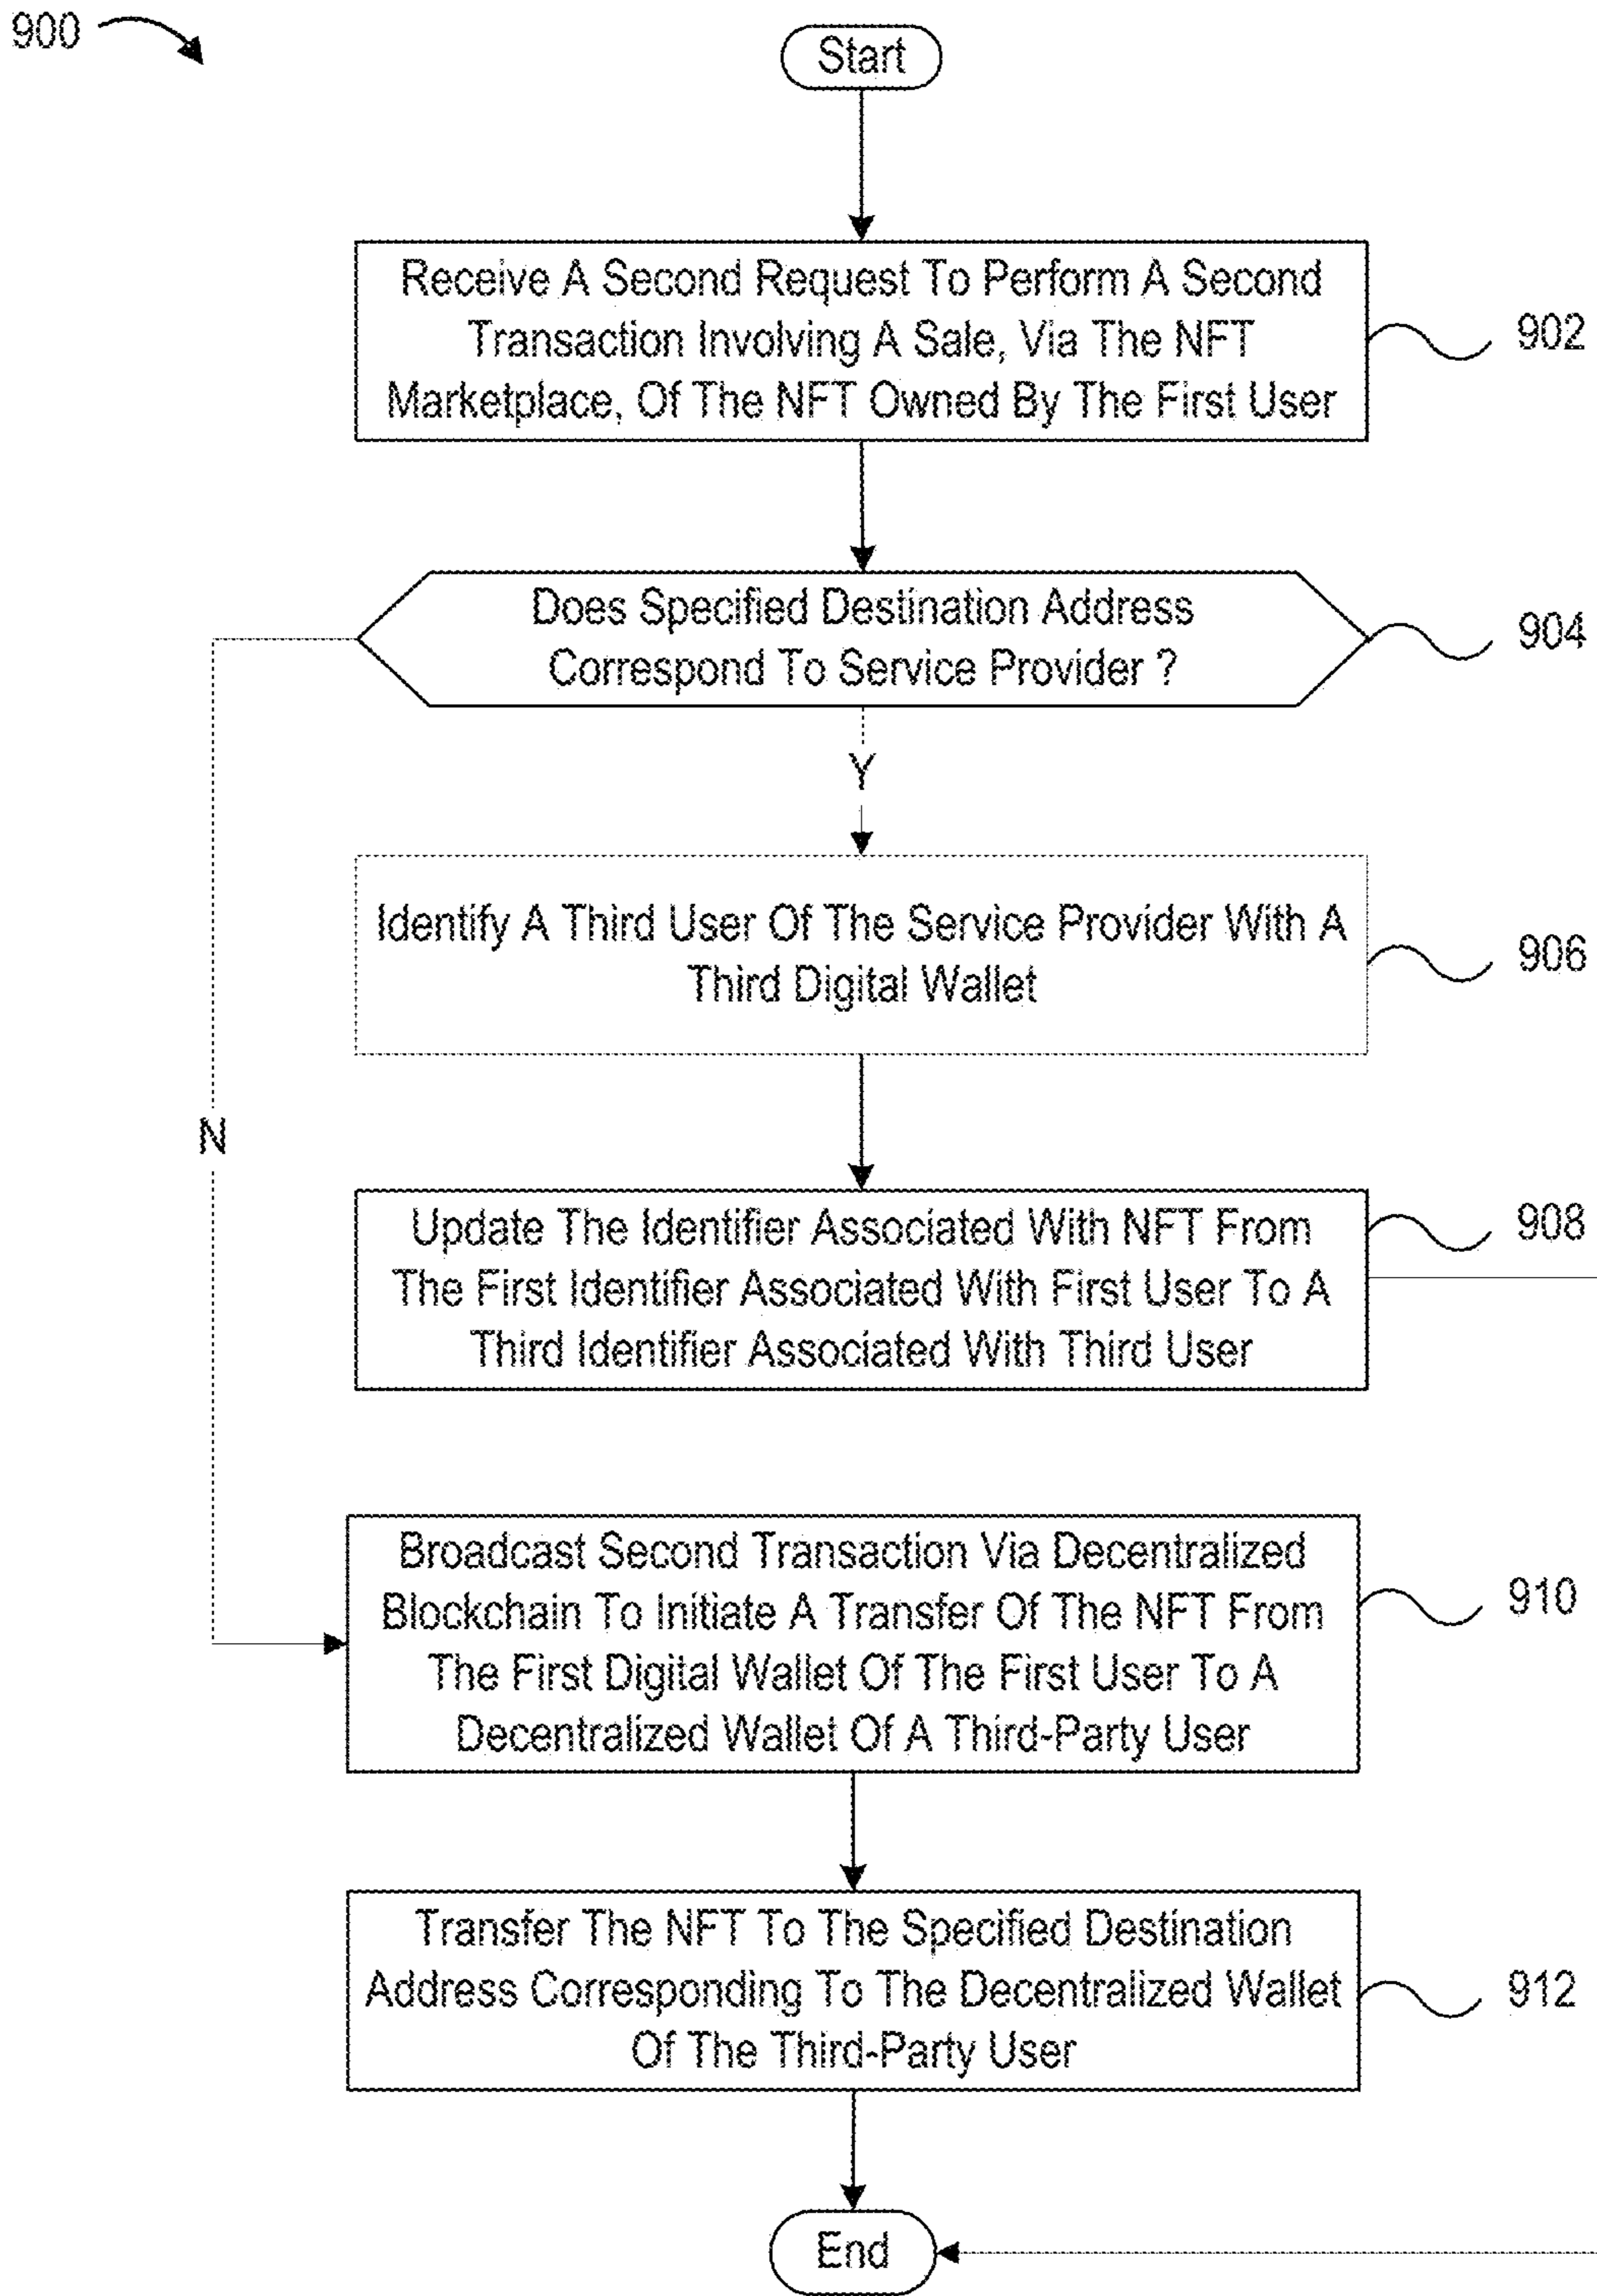 900
Start
Receive A Second Request To Perform A Second
Transaction Involving A Sale, Via The NFT
Marketplace, Of The NFT Owned By The First User
902
Does Specified Destination Address
Correspond To Service Provider ?
904
Y
Identify A Third User Of The Service Provider With A
Third Digital Wallet
906
N
Update The Identifier Associated With NFT From
The First Identifier Associated With First User To A
Third Identifier Associated With Third User
908
Broadcast Second Transaction Via Decentralized
Blockchain To Initiate A Transfer Of The NFT From
The First Digital Wallet Of The First User To A
Decentralized Wallet Of A Third-Party User
910
Transfer The NFT To The Specified Destination
Address Corresponding To The Decentralized Wallet
Of The Third-Party User
912
End